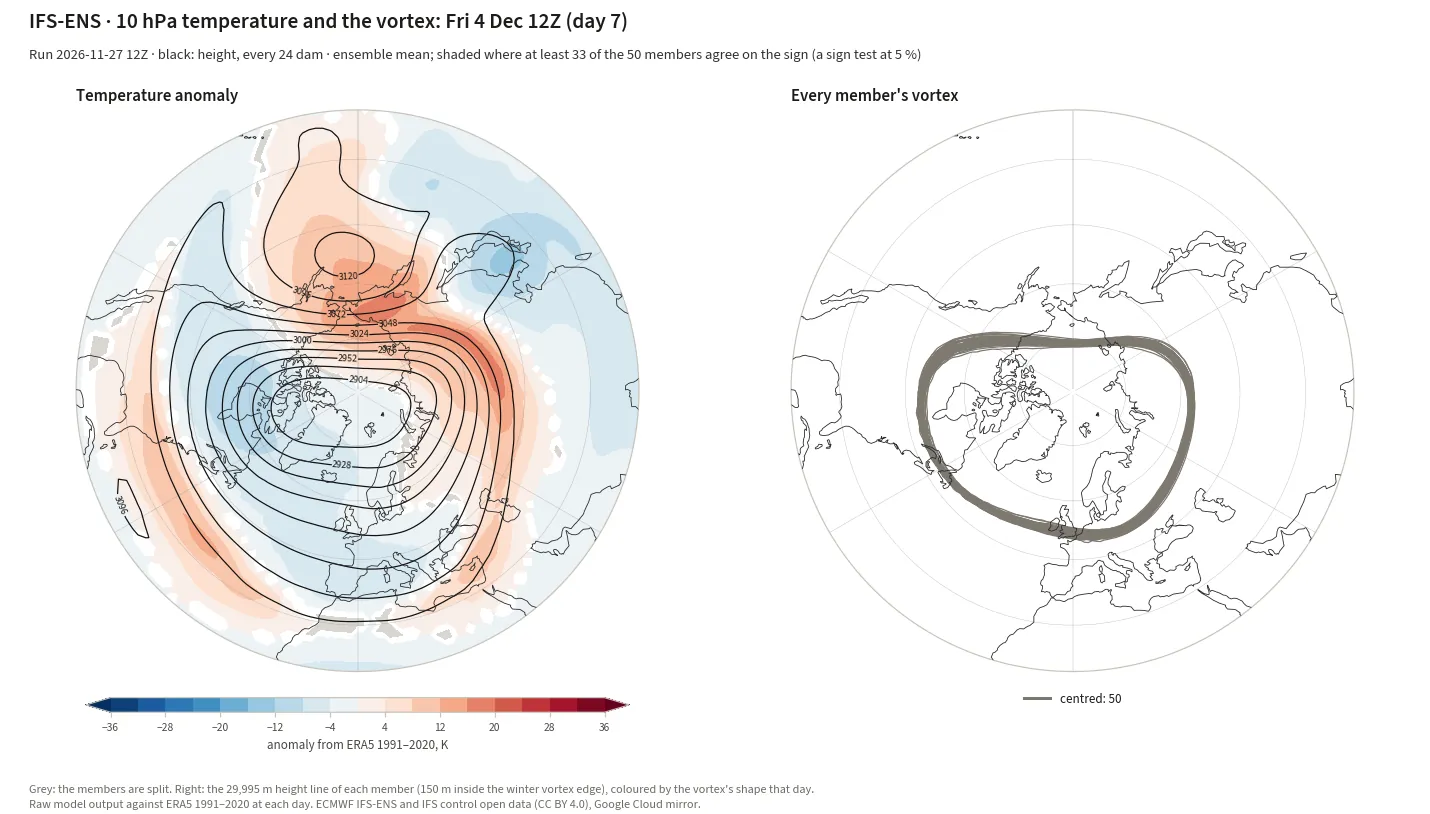 IFS-ENS · 10 hPa temperature and the vortex: Fri 4 Dec 12Z (day 7)
Run 2026-11-27 12Z · black: height, every 24 dam · ensemble mean; shaded where at least 33 of the 50 members agree on the sign (a sign test at 5 %)
Temperature anomaly
Every member's vortex
3120
3072
3048
3024
3000
2952
2904
2928
3096
−36 −28 −20 −12 −4 4 12 20 28 36
anomaly from ERA5 1991–2020, K
centred: 50
Grey: the members are split. Right: the 29,995 m height line of each member (150 m inside the winter vortex edge), coloured by the vortex's shape that day.
Raw model output against ERA5 1991–2020 at each day. ECMWF IFS-ENS and IFS control open data (CC BY 4.0), Google Cloud mirror.